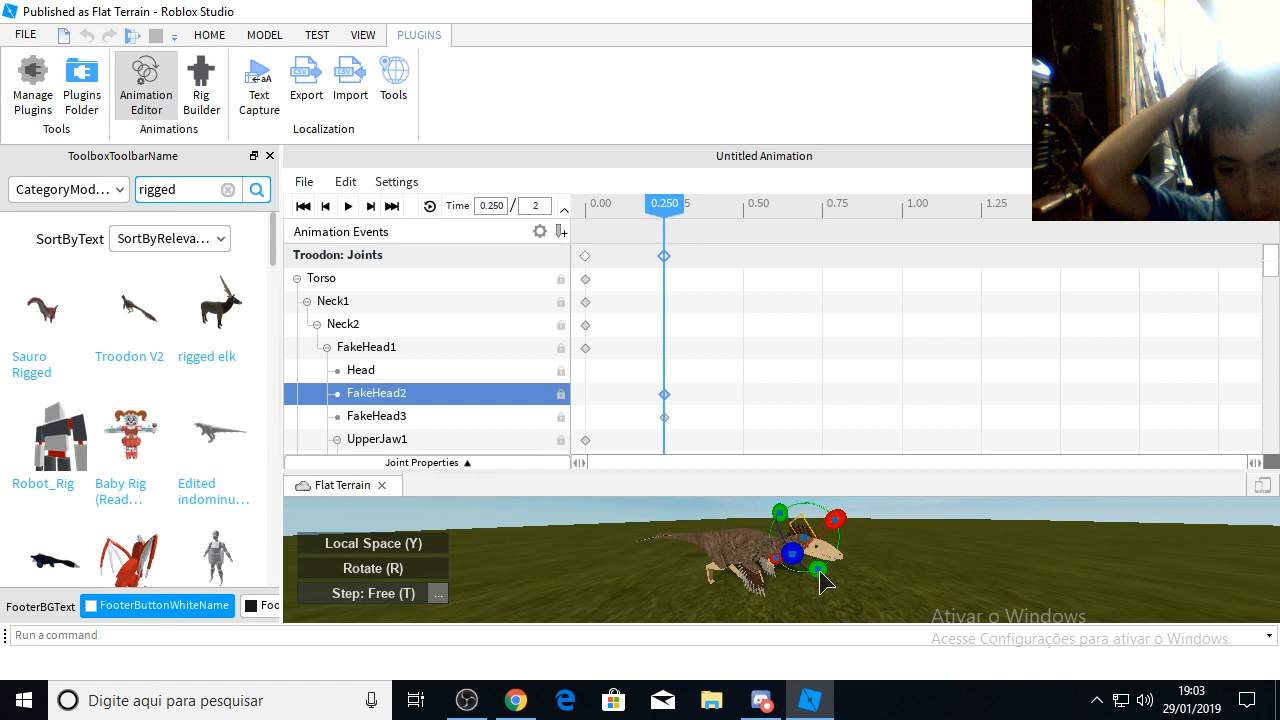 Published as Flat Terrain - Roblox Studio
FILE HOME MODEL TEST VIEW PLUGINS
Manage Plugins
Plugins Folder
Animation Editor
Rig Builder
Text Capture
Export
Import
Tools
Tools Animations Localization
ToolboxToolbarName
CategoryMod... rigged
SortByText SortByReleva...
Sauro Rigged
Troodon V2
rigged elk
Robot_Rig
Baby Rig (Read...
Edited indominu...
FooterBGText FooterButtonWhiteName Foo
Untitled Animation
File Edit Settings
Time 0.250 / 2
0.00 0.250 5 0.50 0.75 1.00 1.25
Animation Events
Troodon: Joints
Torso
Neck1
Neck2
FakeHead1
Head
FakeHead2
FakeHead3
UpperJaw1
Joint Properties ▲
Flat Terrain
Local Space (Y)
Rotate (R)
Step: Free (T) ...
Ativar o Windows
Acesse Configurações para ativar o Windows.
Run a command
Digite aqui para pesquisar
19:03
29/01/2019